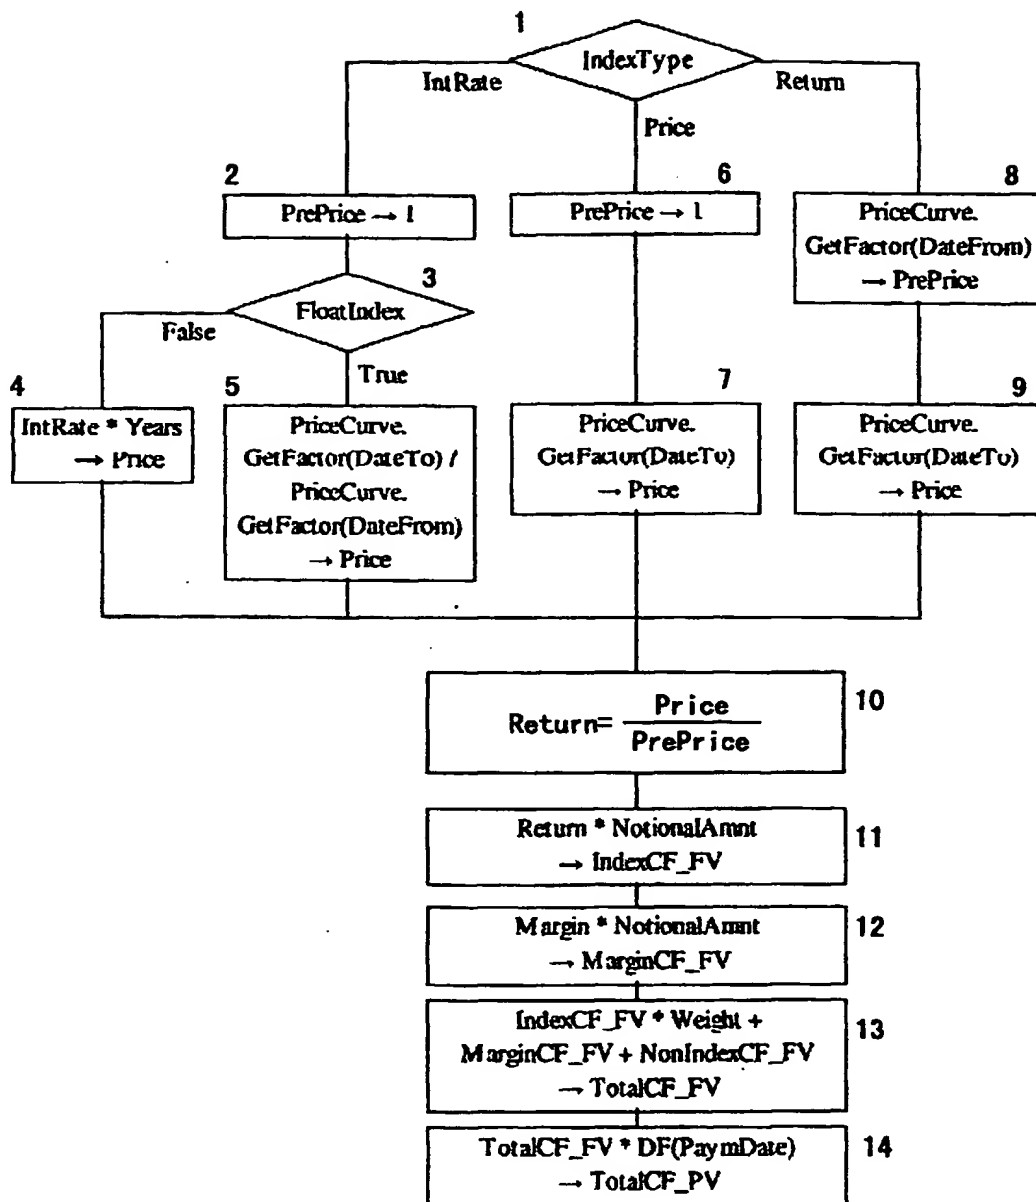 1
IndexType
IntRate
Return
Price
2
PrePrice → 1
6
PrePrice → 1
8
PriceCurve.
GetFactor(DateFrom)
→ PrePrice
3
FloatIndex
False
True
4
IntRate * Years
→ Price
5
PriceCurve.
GetFactor(DateTo) /
PriceCurve.
GetFactor(DateFrom)
→ Price
7
PriceCurve.
GetFactor(DateTo)
→ Price
9
PriceCurve.
GetFactor(DateTo)
→ Price
10
Return= Price
PrePrice
Return * NotionalAmnt
→ IndexCF_FV
11
Margin * NotionalAmnt
→ MarginCF_FV
12
IndexCF_FV * Weight +
MarginCF_FV + NonIndexCF_FV
→ TotalCF_FV
13
TotalCF_FV * DF(PaymDate)
→ TotalCF_PV
14